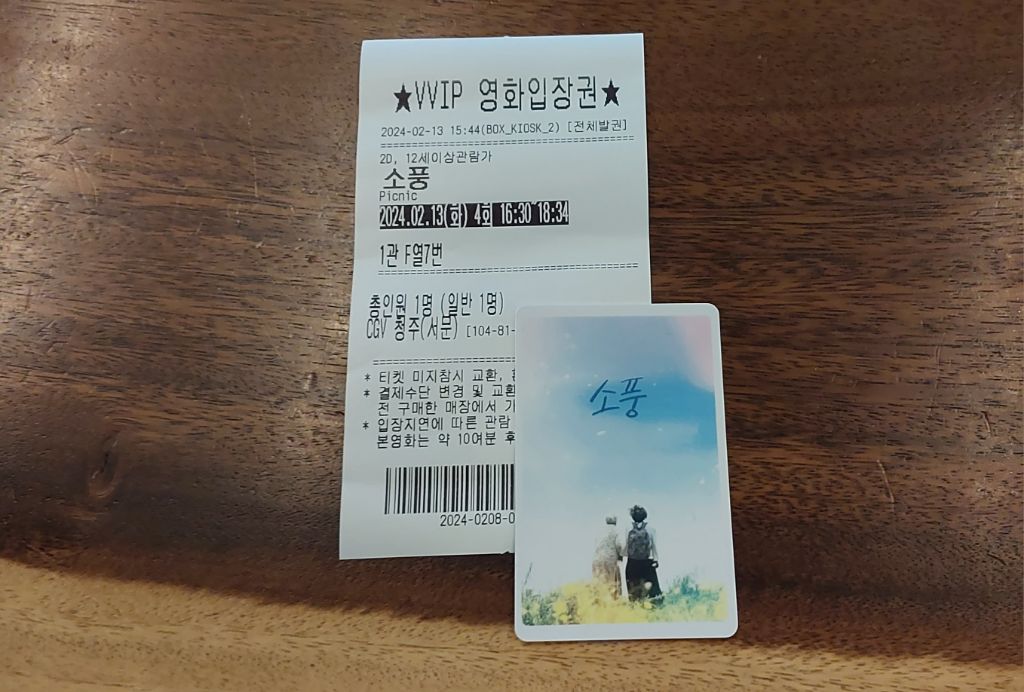 ★VVIP 영화입장권★
2024-02-13 15:44(BOX_KIOSK_2) [전체발권]
2D, 12세이상관람가
소풍
Picnic
2024.02.13(화) 4회 16:30 18:34
1관 F열7번
총인원 1명 (일반 1명)
CGV 청주(서문) [104-81-
* 티켓 미지참시 교환,
* 결제수단 변경 및 교환
전 구매한 매장에서
* 입장지연에 따른 관람
본영화는 약 10여분 후
2024-0208-0
소풍